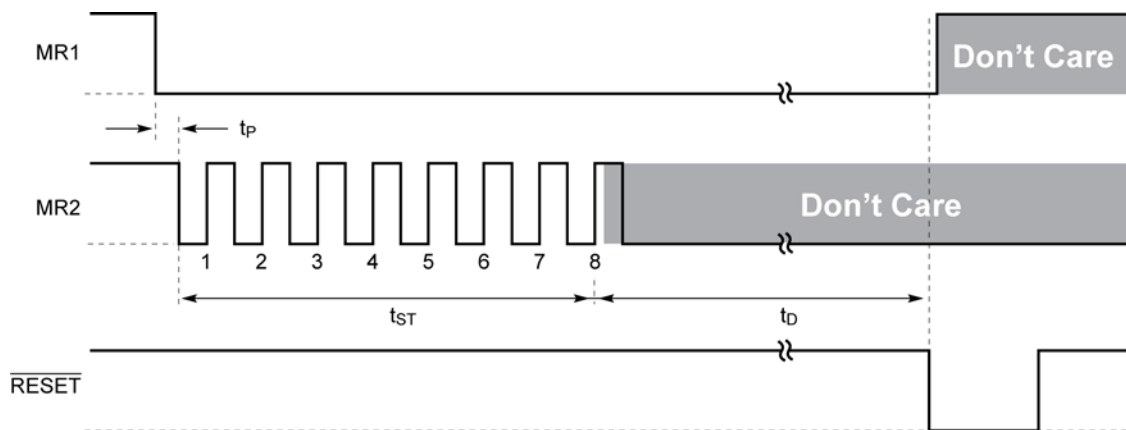 MR1
Don't Care
tP
MR2
Don't Care
1 2 3 4 5 6 7 8
tST
tD
RESET